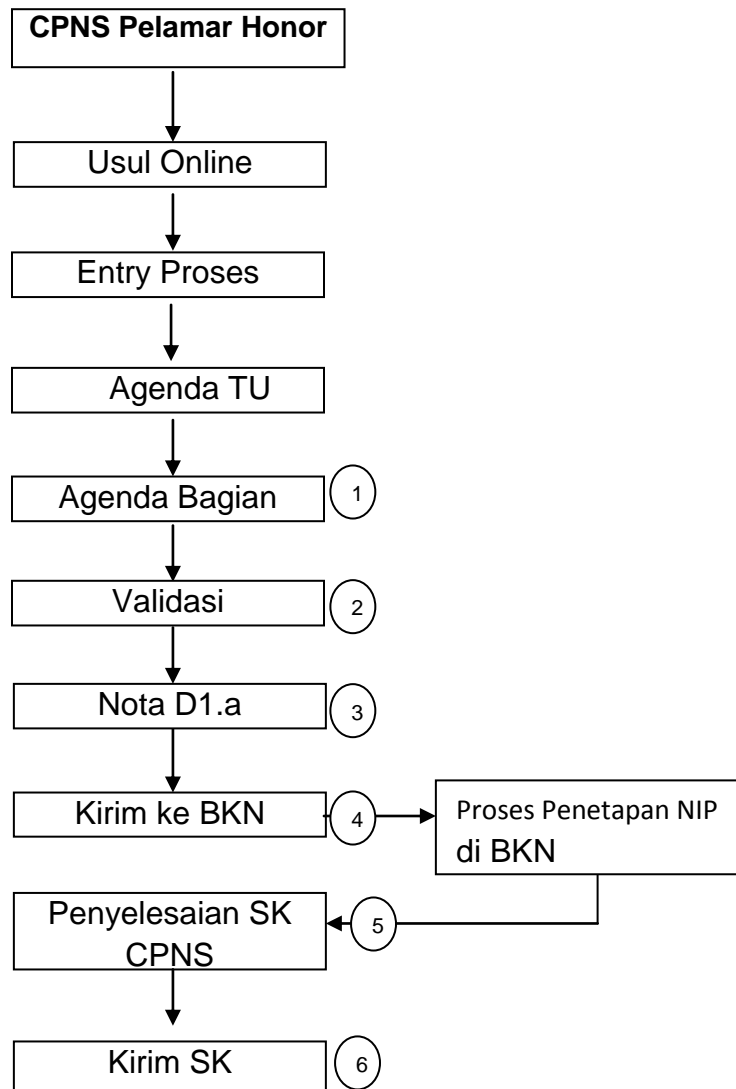 CPNS Pelamar Honor
Usul Online
Entry Proses
Agenda TU
Agenda Bagian
1
Validasi
2
Nota D1.a
3
Kirim ke BKN
4
Proses Penetapan NIP
di BKN
Penyelesaian SK
CPNS
5
Kirim SK
6